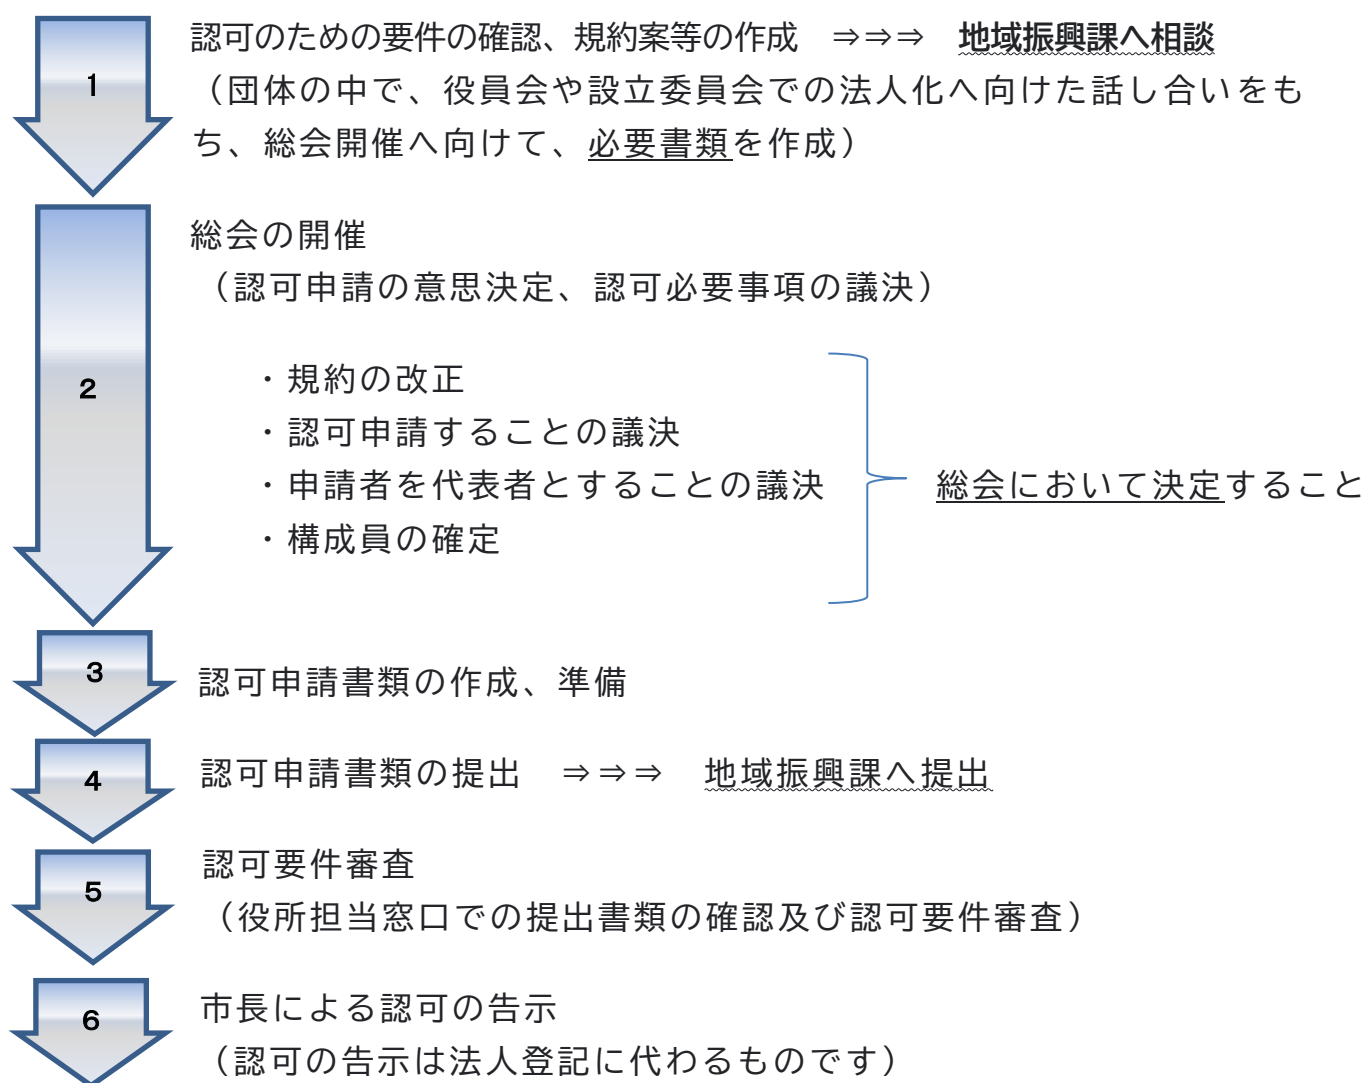 1
認可のための要件の確認、規約案等の作成　⇒⇒⇒　地域振興課へ相談
（団体の中で、役員会や設立委員会での法人化へ向けた話し合いをも
ち、総会開催へ向けて、必要書類を作成）
2
総会の開催
（認可申請の意思決定、認可必要事項の議決）
・規約の改正
・認可申請することの議決
・申請者を代表者とすることの議決
・構成員の確定
総会において決定すること
3
認可申請書類の作成、準備
4
認可申請書類の提出　⇒⇒⇒　地域振興課へ提出
5
認可要件審査
（役所担当窓口での提出書類の確認及び認可要件審査）
6
市長による認可の告示
（認可の告示は法人登記に代わるものです）